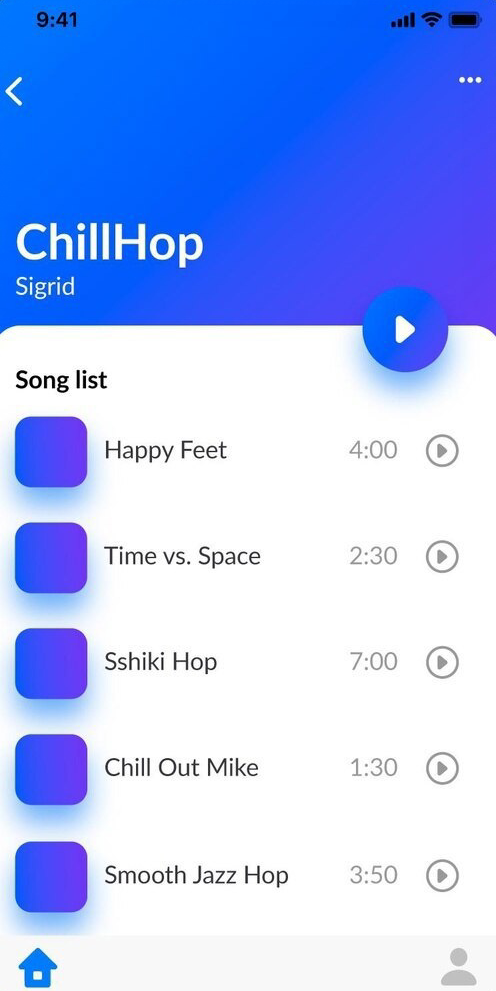 9:41
ChillHop
Sigrid
Song list
Happy Feet 4:00
Time vs. Space 2:30
Sshiki Hop 7:00
Chill Out Mike 1:30
Smooth Jazz Hop 3:50